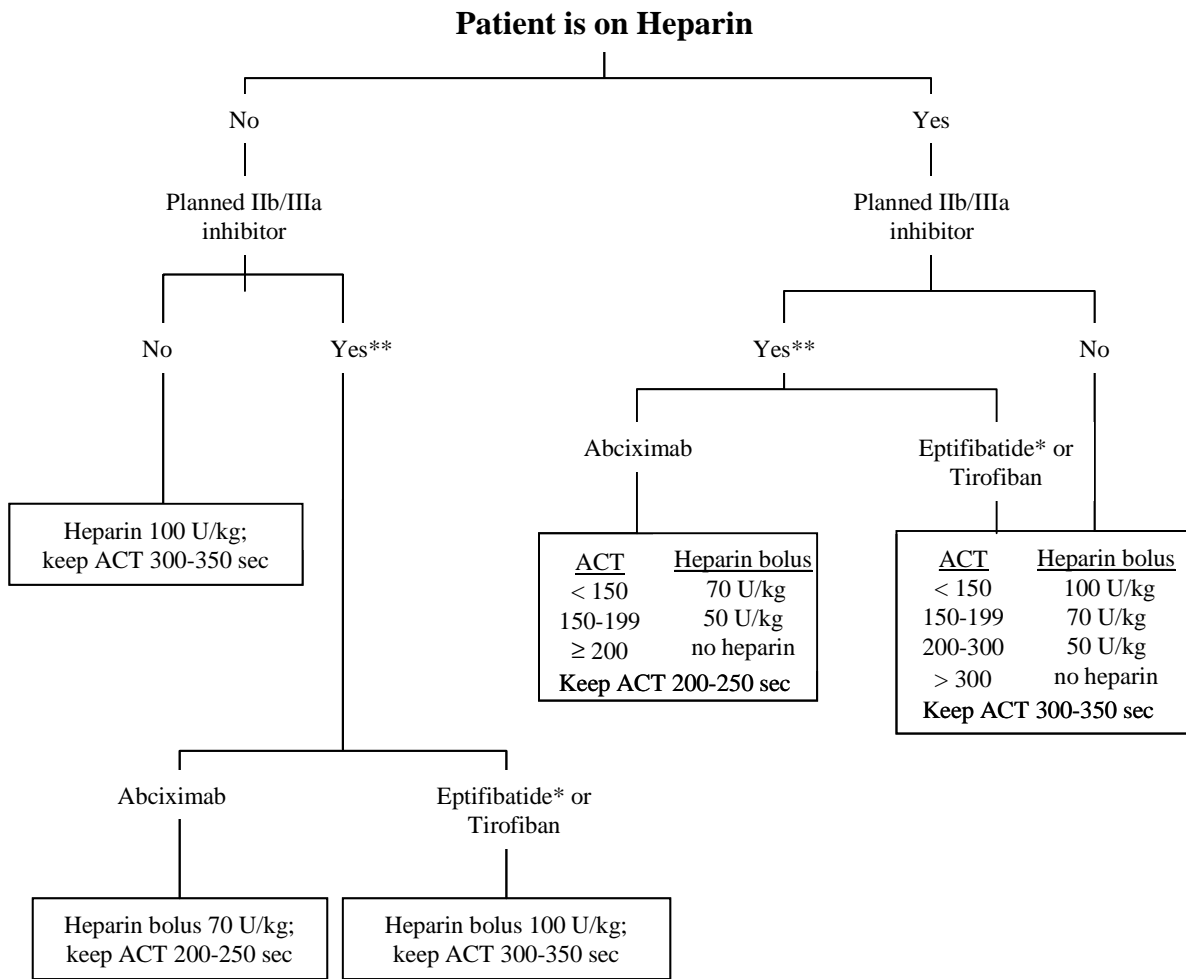 Patient is on Heparin
No
Yes
Planned IIb/IIIa
inhibitor
Planned IIb/IIIa
inhibitor
No
Yes**
Yes**
No
Abciximab
Eptifibatide* or
Tirofiban
Heparin 100 U/kg;
keep ACT 300-350 sec
ACT Heparin bolus
< 150 70 U/kg
150-199 50 U/kg
≥ 200 no heparin
Keep ACT 200-250 sec
ACT Heparin bolus
< 150 100 U/kg
150-199 70 U/kg
200-300 50 U/kg
> 300 no heparin
Keep ACT 300-350 sec
Abciximab
Eptifibatide* or
Tirofiban
Heparin bolus 70 U/kg;
keep ACT 200-250 sec
Heparin bolus 100 U/kg;
keep ACT 300-350 sec